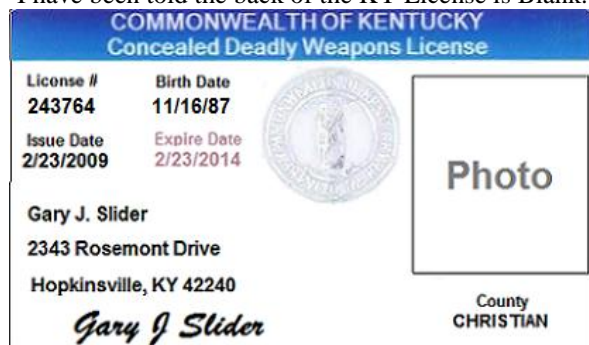 I have been told the back of the KY License is Blank.
COMMONWEALTH OF KENTUCKY
Concealed Deadly Weapons License
License # Birth Date
243764 11/16/87
Issue Date Expire Date
2/23/2009 2/23/2014
Photo
Gary J. Slider
2343 Rosemont Drive
Hopkinsville, KY 42240
Gary J Slider
County
CHRISTIAN